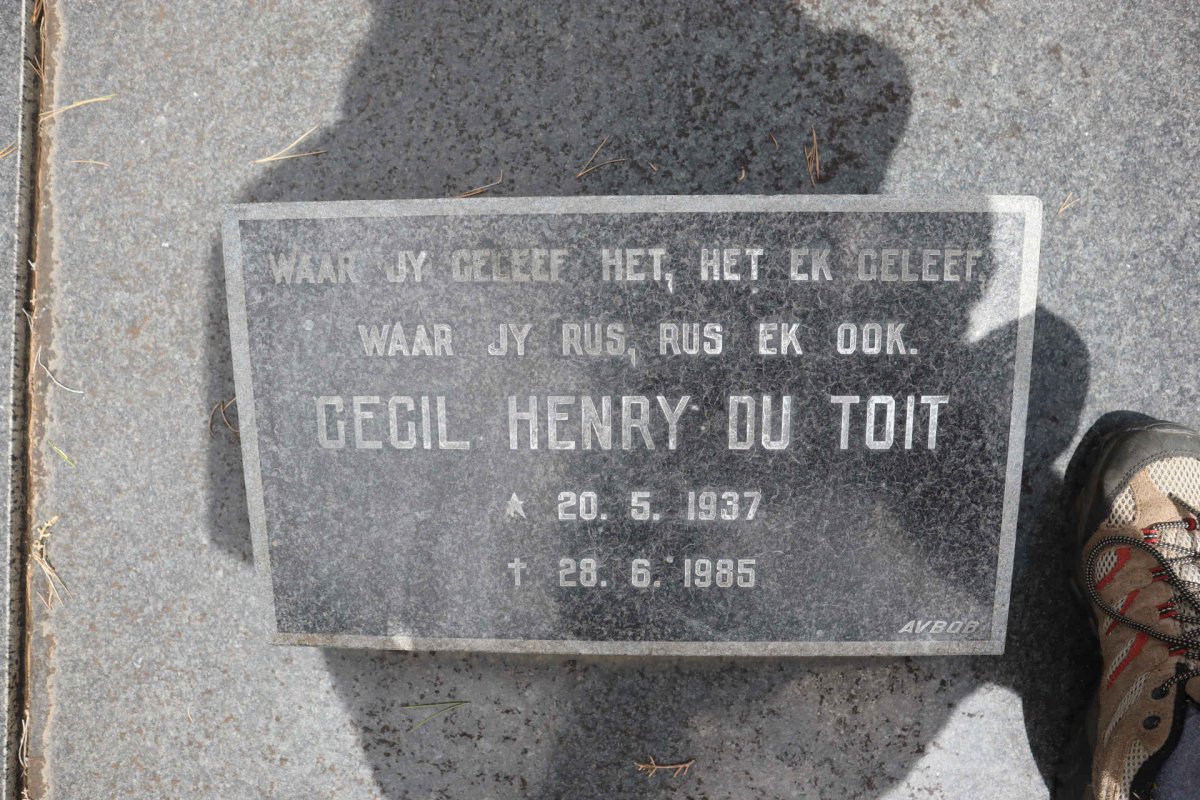 WAAR JY GELEEF HET, HET EK GELEEF.
WAAR JY RUS, RUS EK OOK.
CECIL HENRY DU TOIT
★ 20. 5. 1937
† 28. 6. 1985
AVBOB